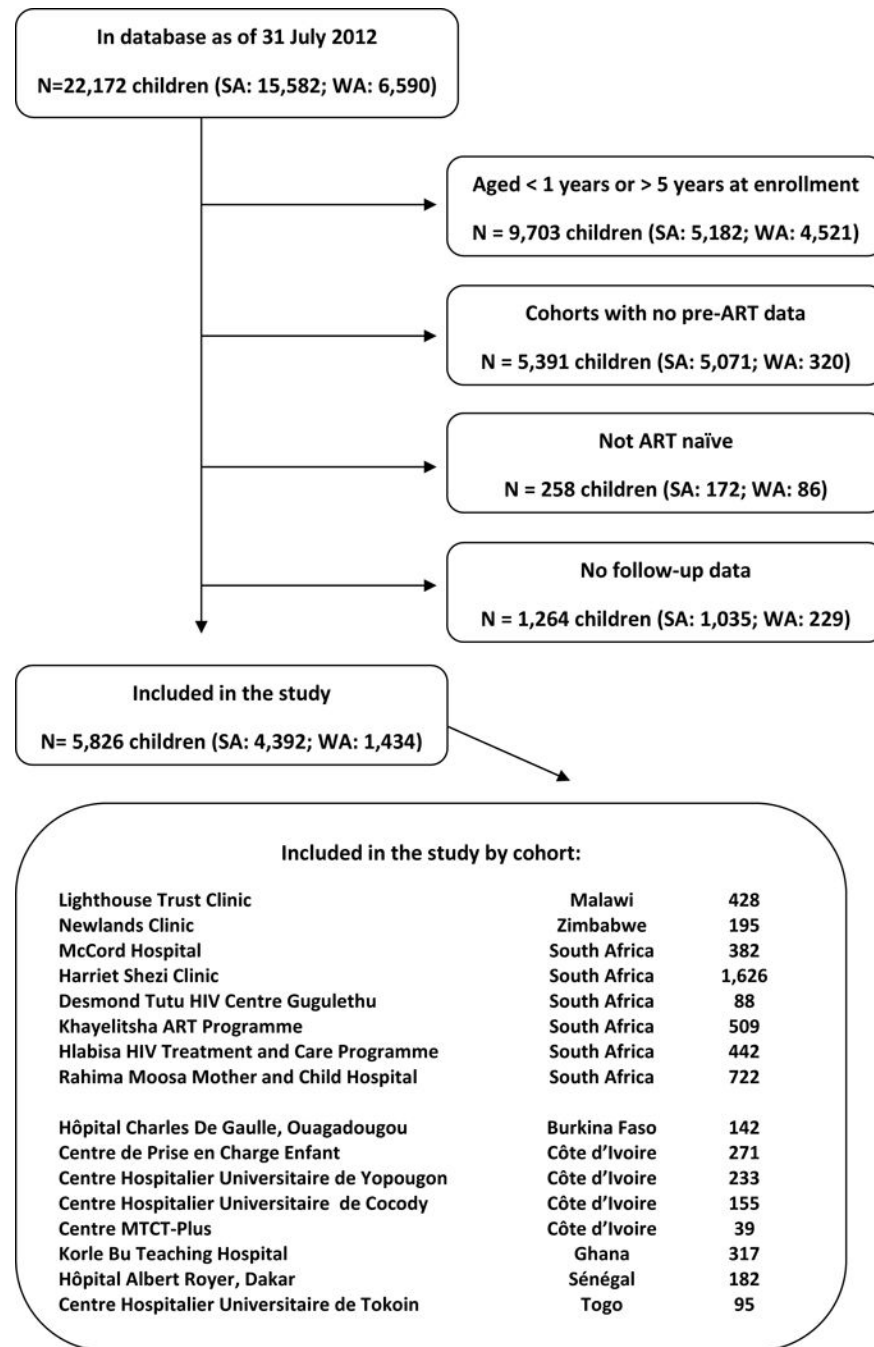 In database as of 31 July 2012
N=22,172 children (SA: 15,582; WA: 6,590)
Aged < 1 years or > 5 years at enrollment
N = 9,703 children (SA: 5,182; WA: 4,521)
Cohorts with no pre-ART data
N = 5,391 children (SA: 5,071; WA: 320)
Not ART naïve
N = 258 children (SA: 172; WA: 86)
No follow-up data
N = 1,264 children (SA: 1,035; WA: 229)
Included in the study
N= 5,826 children (SA: 4,392; WA: 1,434)
Included in the study by cohort:
Lighthouse Trust Clinic Malawi 428
Newlands Clinic Zimbabwe 195
McCord Hospital South Africa 382
Harriet Shezi Clinic South Africa 1,626
Desmond Tutu HIV Centre Gugulethu South Africa 88
Khayelitsha ART Programme South Africa 509
Hlabisa HIV Treatment and Care Programme South Africa 442
Rahima Moosa Mother and Child Hospital South Africa 722
Hôpital Charles De Gaulle, Ouagadougou Burkina Faso 142
Centre de Prise en Charge Enfant Côte d'Ivoire 271
Centre Hospitalier Universitaire de Yopougon Côte d'Ivoire 233
Centre Hospitalier Universitaire de Cocody Côte d'Ivoire 155
Centre MTCT-Plus Côte d'Ivoire 39
Korle Bu Teaching Hospital Ghana 317
Hôpital Albert Royer, Dakar Sénégal 182
Centre Hospitalier Universitaire de Tokoin Togo 95